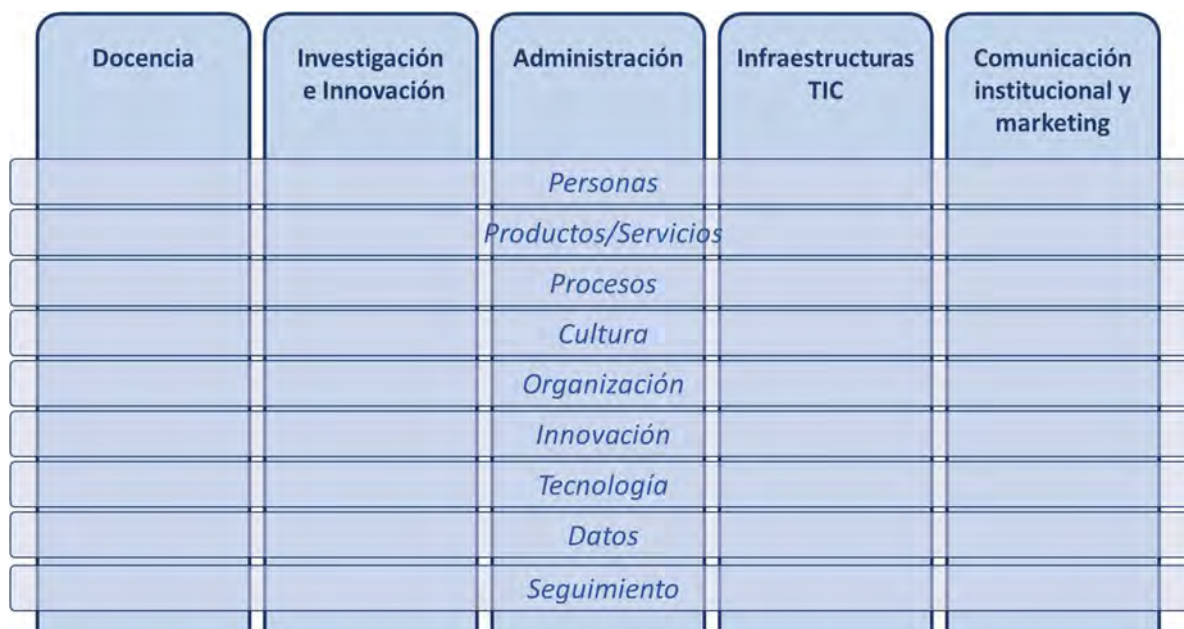 Docencia
Investigación
e Innovación
Administración
Infraestructuras
TIC
Comunicación
institucional y
marketing
Personas
Productos/Servicios
Procesos
Cultura
Organización
Innovación
Tecnología
Datos
Seguimiento